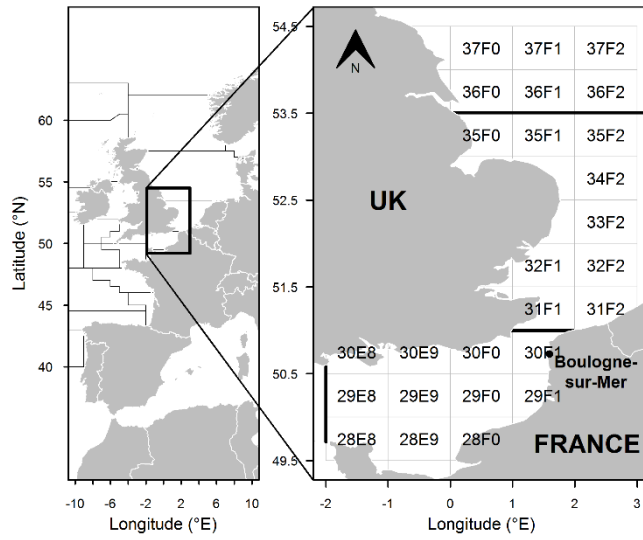 60
55
50
45
40
Latitude (°N)
-10
-6
-2
2
6
10
Longitude (°E)
54.5
53.5
52.5
51.5
50.5
49.5
N
37F0 37F1 37F2
36F0 36F1 36F2
35F0 35F1 35F2
34F2
UK
33F2
32F1 32F2
31F1 31F2
30E8 30E9 30F0 30F1
Boulogne-
sur-Mer
29E8 29E9 29F0 29F1
28E8 28E9 28F0
FRANCE
-2
-1
0
1
2
3
Longitude (°E)